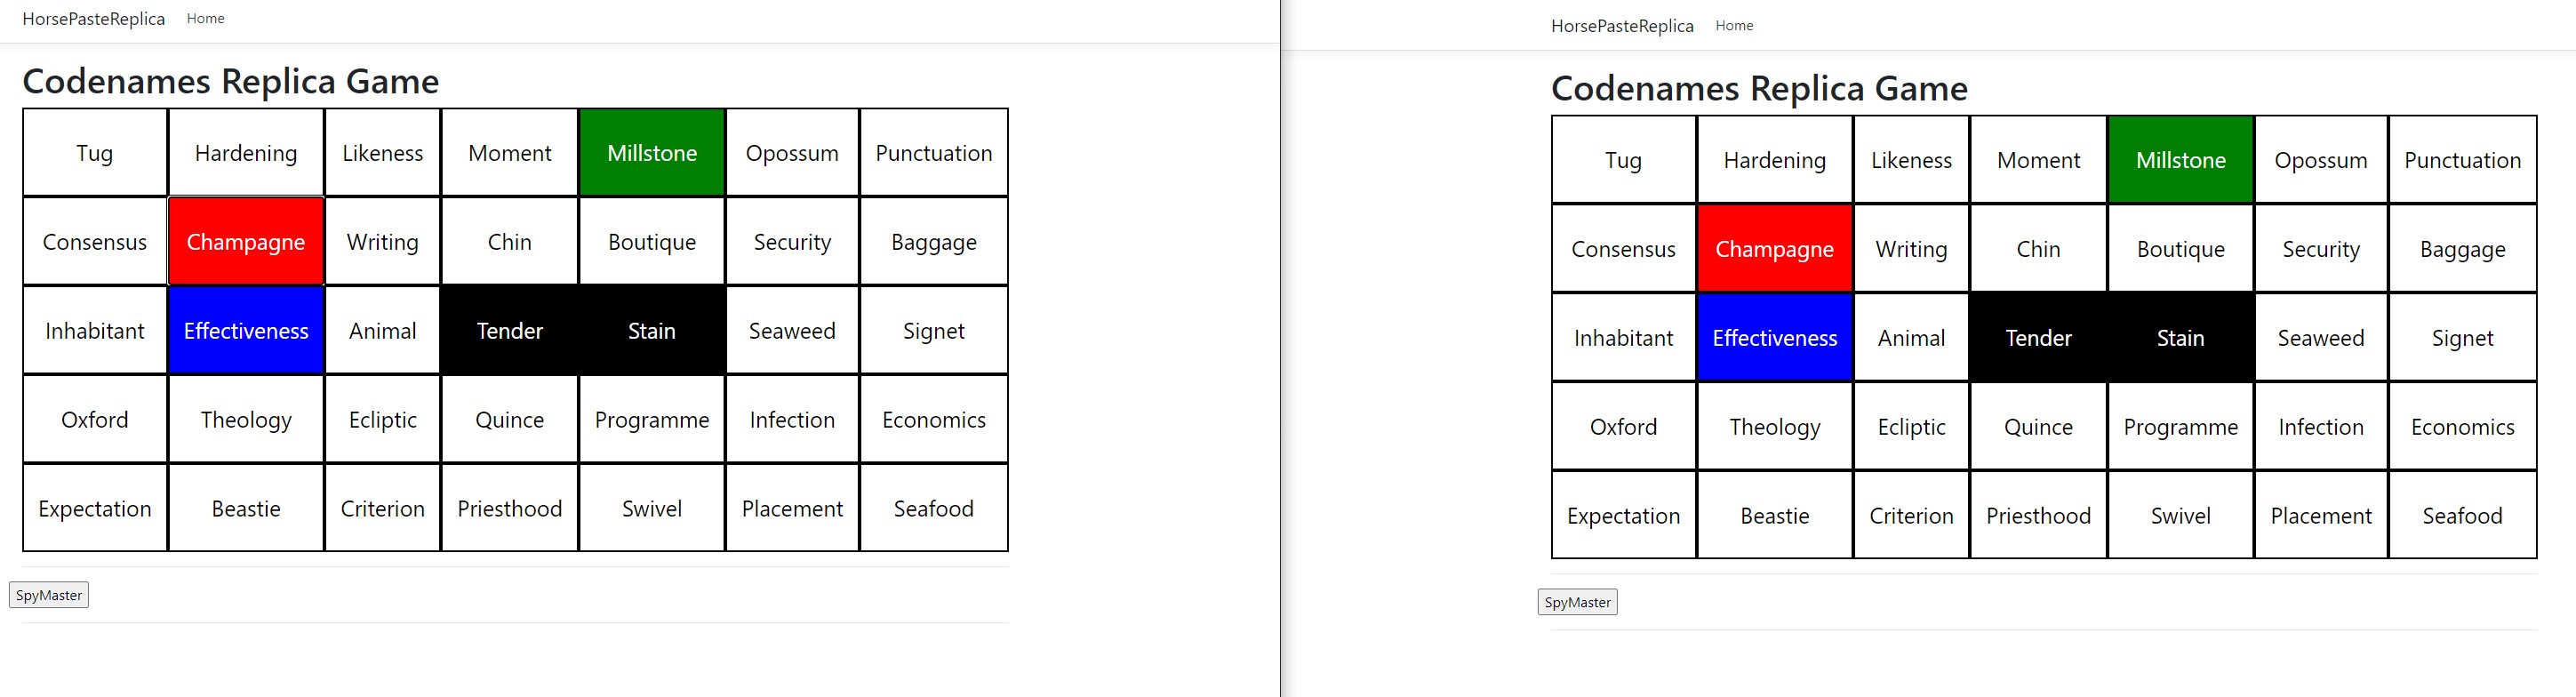 HorsePasteReplica Home
Codenames Replica Game
Tug Hardening Likeness Moment Millstone Opossum Punctuation
Consensus Champagne Writing Chin Boutique Security Baggage
Inhabitant Effectiveness Animal Tender Stain Seaweed Signet
Oxford Theology Ecliptic Quince Programme Infection Economics
Expectation Beastie Criterion Priesthood Swivel Placement Seafood
SpyMaster
HorsePasteReplica Home
Codenames Replica Game
Tug Hardening Likeness Moment Millstone Opossum Punctuation
Consensus Champagne Writing Chin Boutique Security Baggage
Inhabitant Effectiveness Animal Tender Stain Seaweed Signet
Oxford Theology Ecliptic Quince Programme Infection Economics
Expectation Beastie Criterion Priesthood Swivel Placement Seafood
SpyMaster